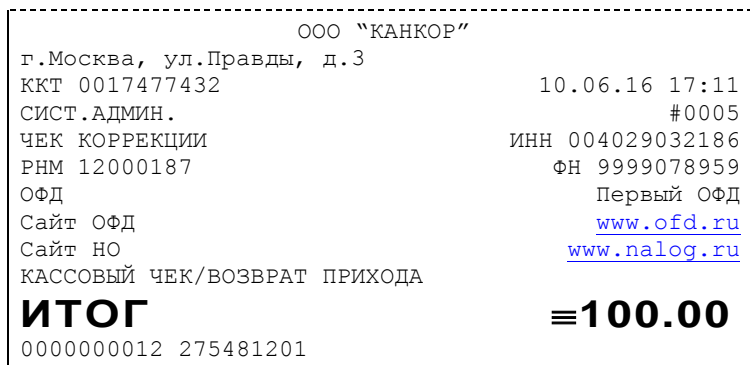 ООО “КАНКОР”
г.Москва, ул.Правды, д.3
ККТ 0017477432 10.06.16 17:11
СИСТ.АДМИН. #0005
ЧЕК КОРРЕКЦИИ ИНН 004029032186
РНМ 12000187 ФН 9999078959
ОФД Первый ОФД
Сайт ОФД www.ofd.ru
Сайт НО www.nalog.ru
КАССОВЫЙ ЧЕК/ВОЗВРАТ ПРИХОДА
ИТОГ ≡100.00
0000000012 275481201